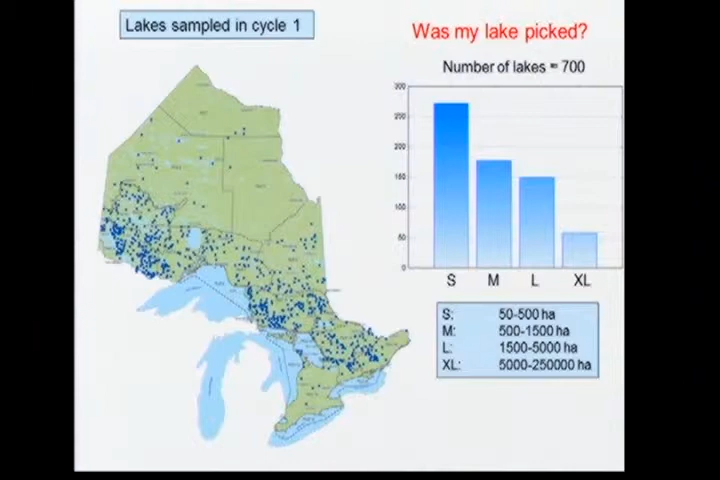 Lakes sampled in cycle 1
Was my lake picked?
Number of lakes = 700
300
250
200
150
100
50
0
S M L XL
S: 50-500 ha
M: 500-1500 ha
L: 1500-5000 ha
XL: 5000-250000 ha